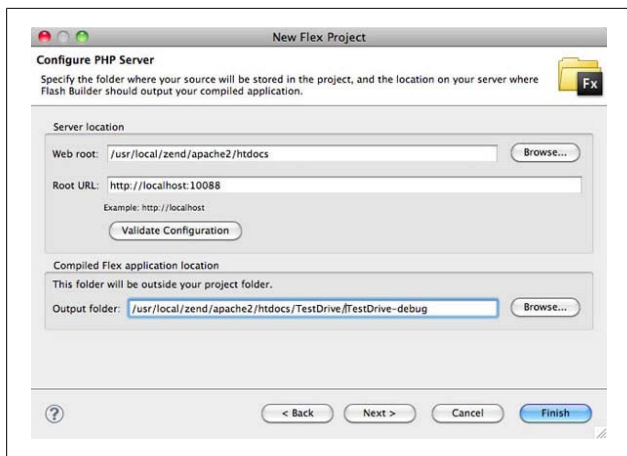 New Flex Project
Configure PHP Server
Specify the folder where your source will be stored in the project, and the location on your server where
Flash Builder should output your compiled application.
Fx
Server location
Web root: /usr/local/zend/apache2/htdocs Browse...
Root URL: http://localhost:10088
Example: http://localhost
Validate Configuration
Compiled Flex application location
This folder will be outside your project folder.
Output folder: /usr/local/zend/apache2/htdocs/TestDrive/TestDrive-debug Browse...
? < Back Next > Cancel Finish